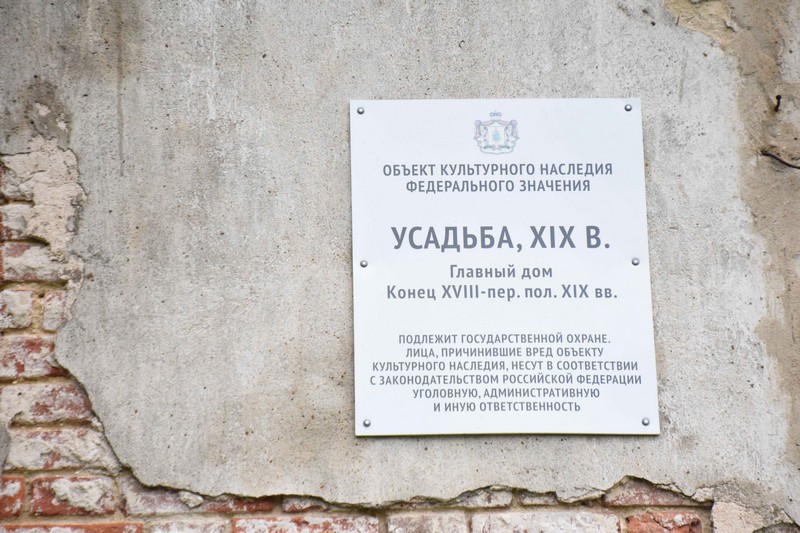 ОБЪЕКТ КУЛЬТУРНОГО НАСЛЕДИЯ
ФЕДЕРАЛЬНОГО ЗНАЧЕНИЯ
УСАДЬБА, XIX В.
Главный дом
Конец XVIII-пер. пол. XIX вв.
ПОДЛЕЖИТ ГОСУДАРСТВЕННОЙ ОХРАНЕ.
ЛИЦА, ПРИЧИНИВШИЕ ВРЕД ОБЪЕКТУ
КУЛЬТУРНОГО НАСЛЕДИЯ, НЕСУТ В СООТВЕТСТВИИ
С ЗАКОНОДАТЕЛЬСТВОМ РОССИЙСКОЙ ФЕДЕРАЦИИ
УГОЛОВНУЮ, АДМИНИСТРАТИВНУЮ
И ИНУЮ ОТВЕТСТВЕННОСТЬ